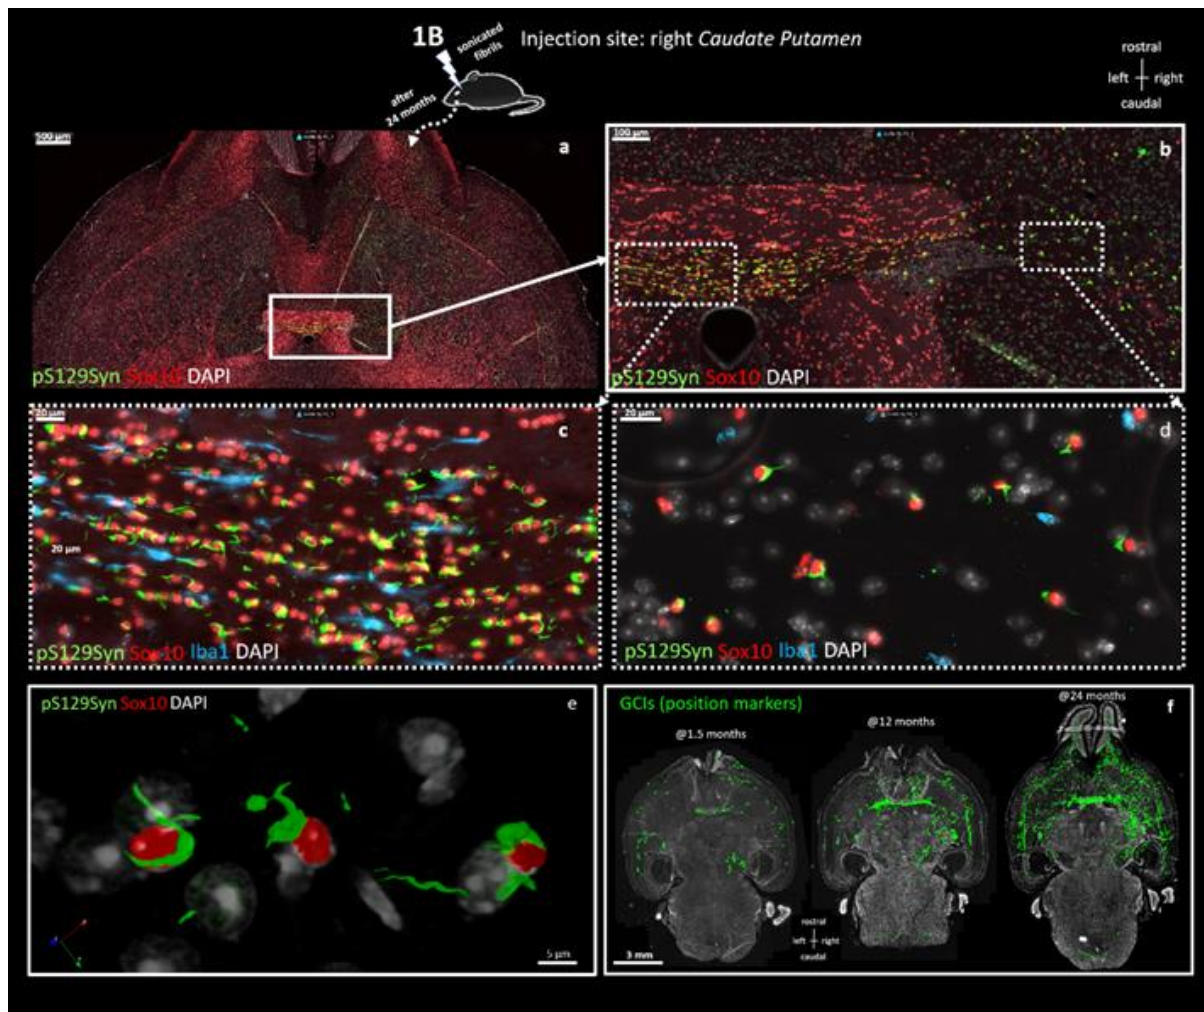 1B
sonicated
fibrils
Injection site: right Caudate Putamen
after
24 months
rostral
left right
caudal
500 µm
a
pS129Syn Sox10 DAPI
100 µm
b
pS129Syn Sox10 DAPI
20 µm
c
20 µm
pS129Syn Sox10 Iba1 DAPI
20 µm
d
pS129Syn Sox10 Iba1 DAPI
pS129Syn Sox10 DAPI
e
5 µm
GCIs (position markers)
@1.5 months
@12 months
@24 months
f
rostral
left right
caudal
3 mm